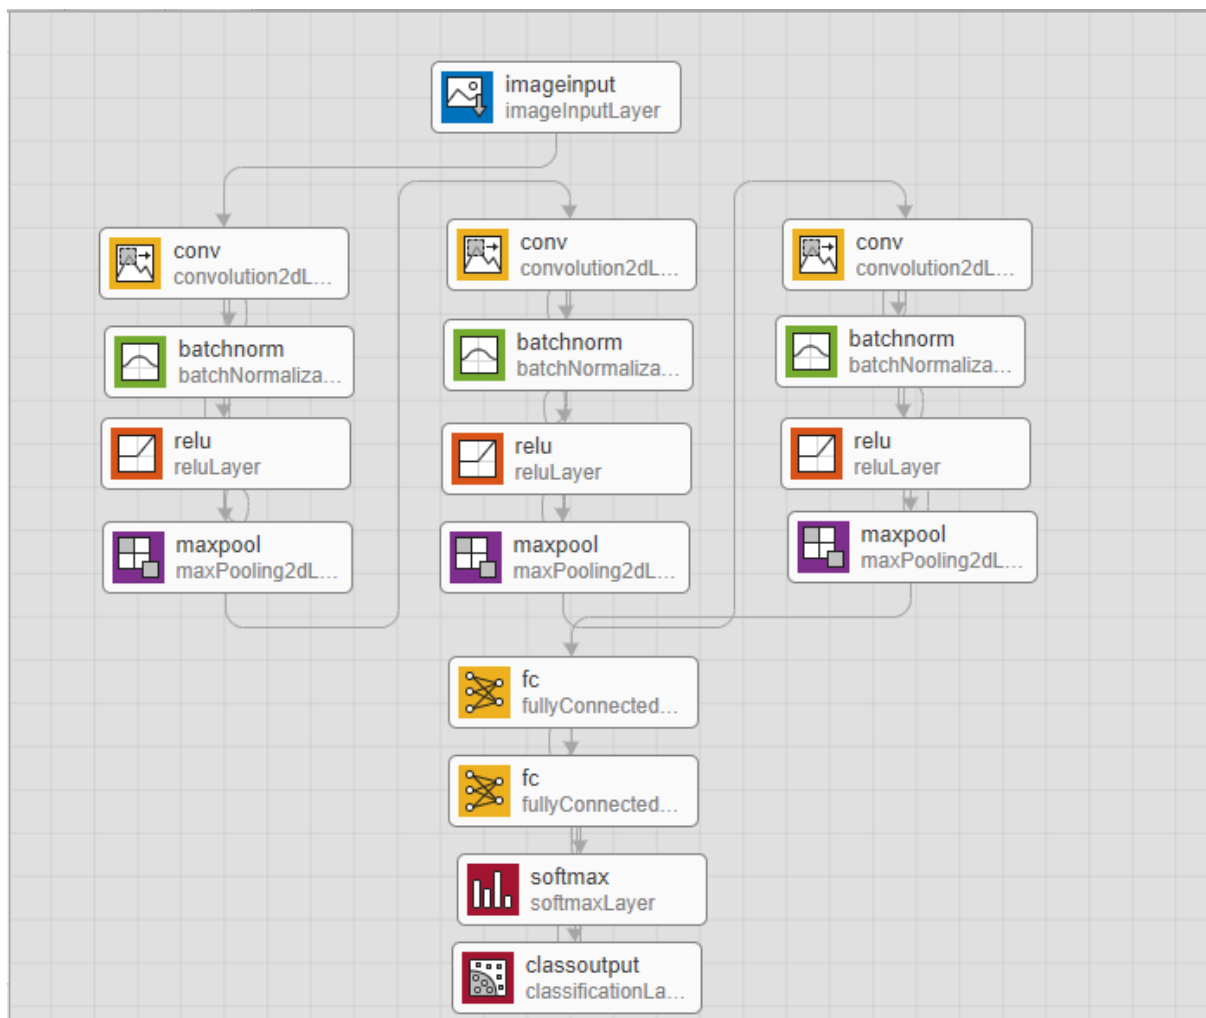 imageinput
imageInputLayer
conv
convolution2dL...
batchnorm
batchNormaliza...
relu
reluLayer
maxpool
maxPooling2dL...
conv
convolution2dL...
batchnorm
batchNormaliza...
relu
reluLayer
maxpool
maxPooling2dL...
conv
convolution2dL...
batchnorm
batchNormaliza...
relu
reluLayer
maxpool
maxPooling2dL...
fc
fullyConnected...
fc
fullyConnected...
softmax
softmaxLayer
classoutput
classificationLa...